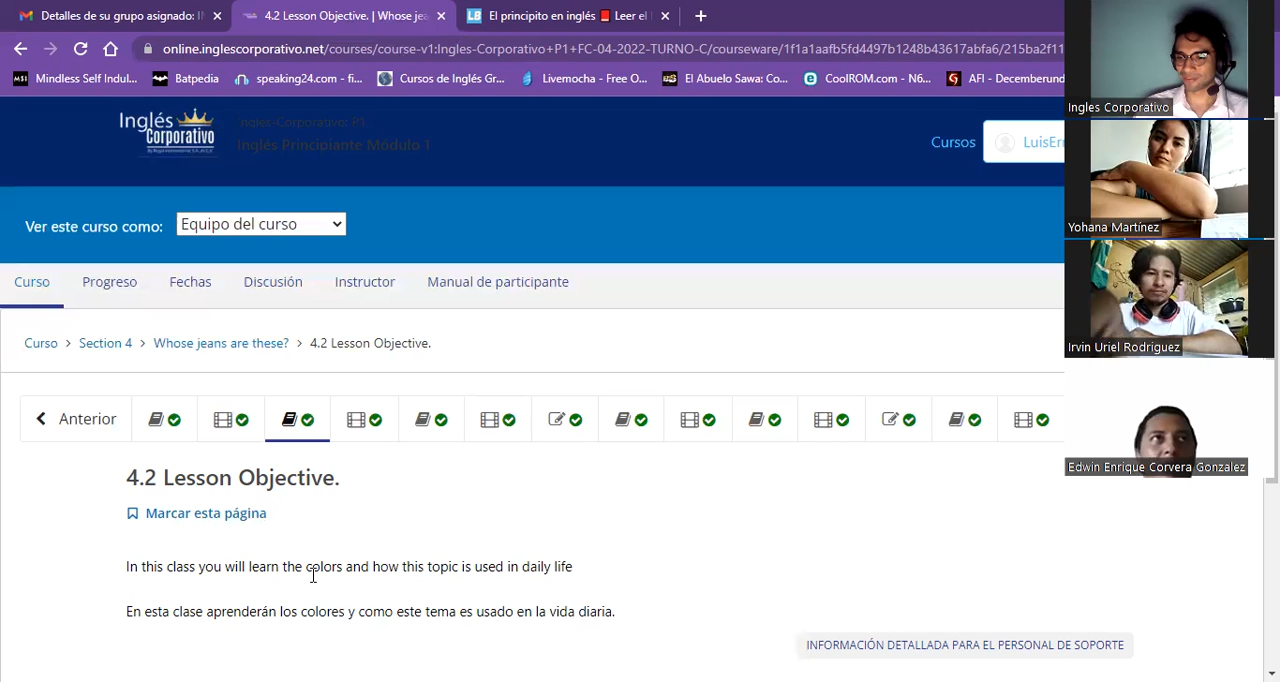 Detalles de su grupo asignado: I
4.2 Lesson Objective. | Whose jea
El principito en inglés 📕 Leer el
online.inglescorporativo.net/courses/course-v1:Ingles-Corporativo+P1+FC-04-2022-TURNO-C/courseware/1f1a1aafb5fd4497b1248b43617abfa6/215ba2f11
Mindless Self Indul...
Batpedia
speaking24.com - fi...
Cursos de Inglés Gr...
Livemocha - Free O...
El Abuelo Sawa: Co...
CoolROM.com - N6...
AFI - Decemberund
Inglés
Corporativo
Ingles-Corporativo: P1
Inglés Principiante Módulo 1
Cursos
LuisErn
Ver este curso como:
Equipo del curso
Curso
Progreso
Fechas
Discusión
Instructor
Manual de participante
Curso > Section 4 > Whose jeans are these? > 4.2 Lesson Objective.
Anterior
4.2 Lesson Objective.
Marcar esta página
In this class you will learn the colors and how this topic is used in daily life
En esta clase aprenderán los colores y como este tema es usado en la vida diaria.
INFORMACIÓN DETALLADA PARA EL PERSONAL DE SOPORTE
Ingles Corporativo
Yohana Martínez
Irvin Uriel Rodríguez
Edwin Enrique Corvera Gonzalez